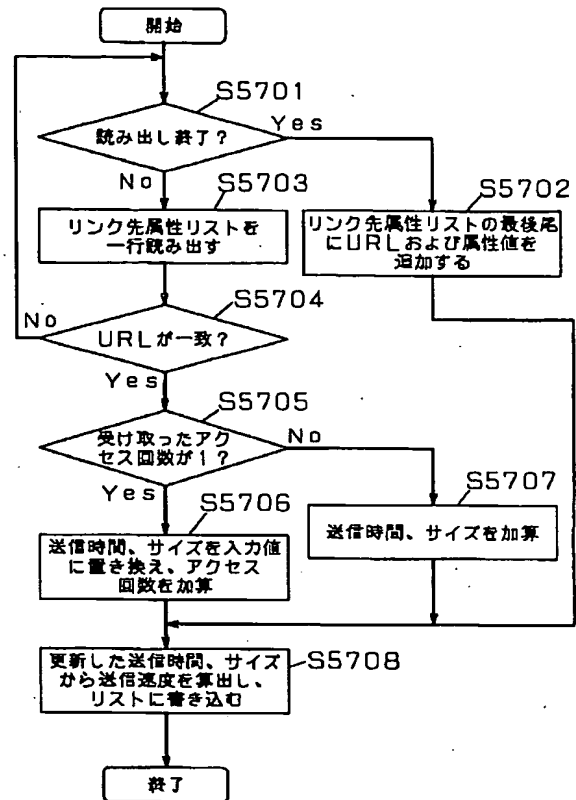 開始
S5701
読み出し終了?
Yes
No
S5703
S5702
リンク先属性リストを
一行読み出す
リンク先属性リストの最後尾
にURLおよび属性値を
追加する
S5704
No
URLが一致?
Yes
S5705
受け取ったアク
セス回数が1?
No
Yes
S5706
S5707
送信時間、サイズを入力値
に置き換え、アクセス
回数を加算
送信時間、サイズを加算
更新した送信時間、サイズ
から送信速度を算出し、
リストに書き込む
S5708
終了